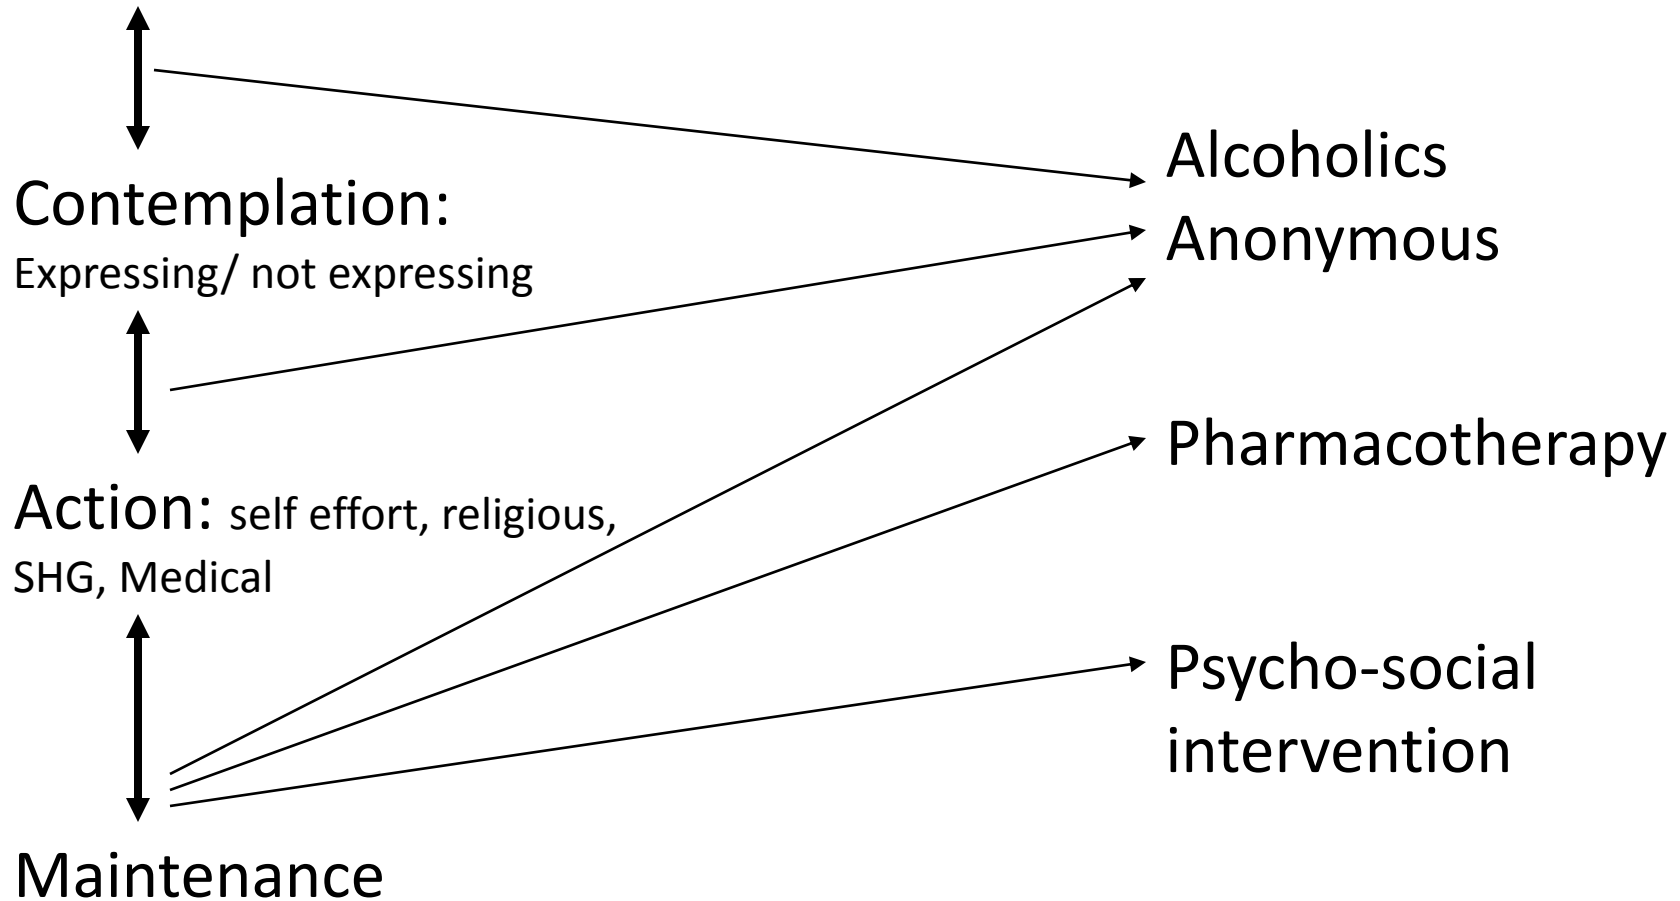 Contemplation:
Expressing/ not expressing
Action: self effort, religious,
SHG, Medical
Maintenance
Alcoholics
Anonymous
Pharmacotherapy
Psycho-social
intervention